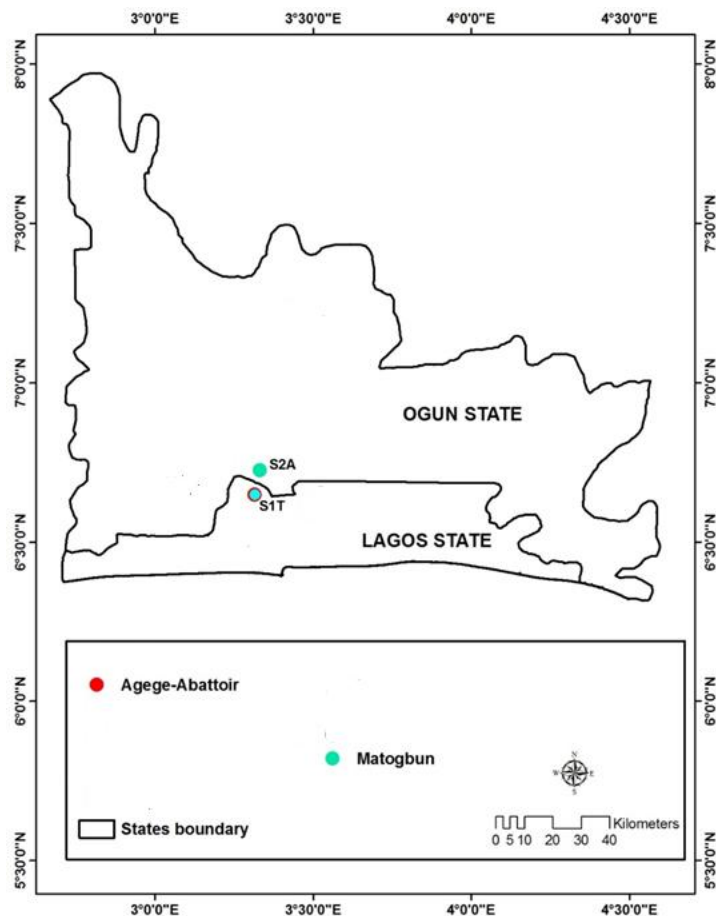 3°0'0"E 3°30'0"E 4°0'0"E 4°30'0"E
8°0'0"N 8°0'0"N
7°30'0"N 7°30'0"N
7°0'0"N 7°0'0"N
OGUN STATE
S2A
S1T
LAGOS STATE
6°30'0"N 6°30'0"N
Agege-Abattoir
6°0'0"N 6°0'0"N
Matogbun
N
W E
S
States boundary
Kilometers
0 5 10 20 30 40
5°30'0"N 5°30'0"N
3°0'0"E 3°30'0"E 4°0'0"E 4°30'0"E